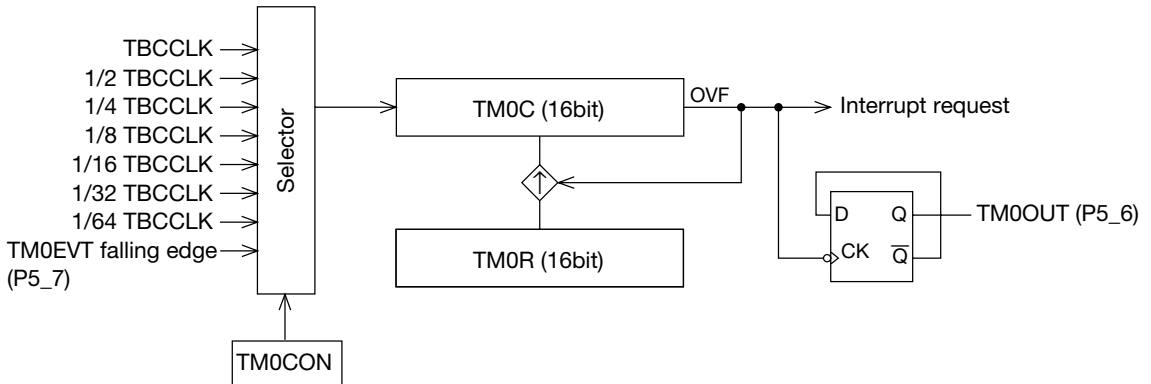 TBCCLK
1/2 TBCCLK
1/4 TBCCLK
1/8 TBCCLK
1/16 TBCCLK
1/32 TBCCLK
1/64 TBCCLK
TM0EVT falling edge
(P5_7)
Selector
TM0CON
TM0C (16bit)
OVF
Interrupt request
TM0R (16bit)
D Q
CK Q̅
TM0OUT (P5_6)